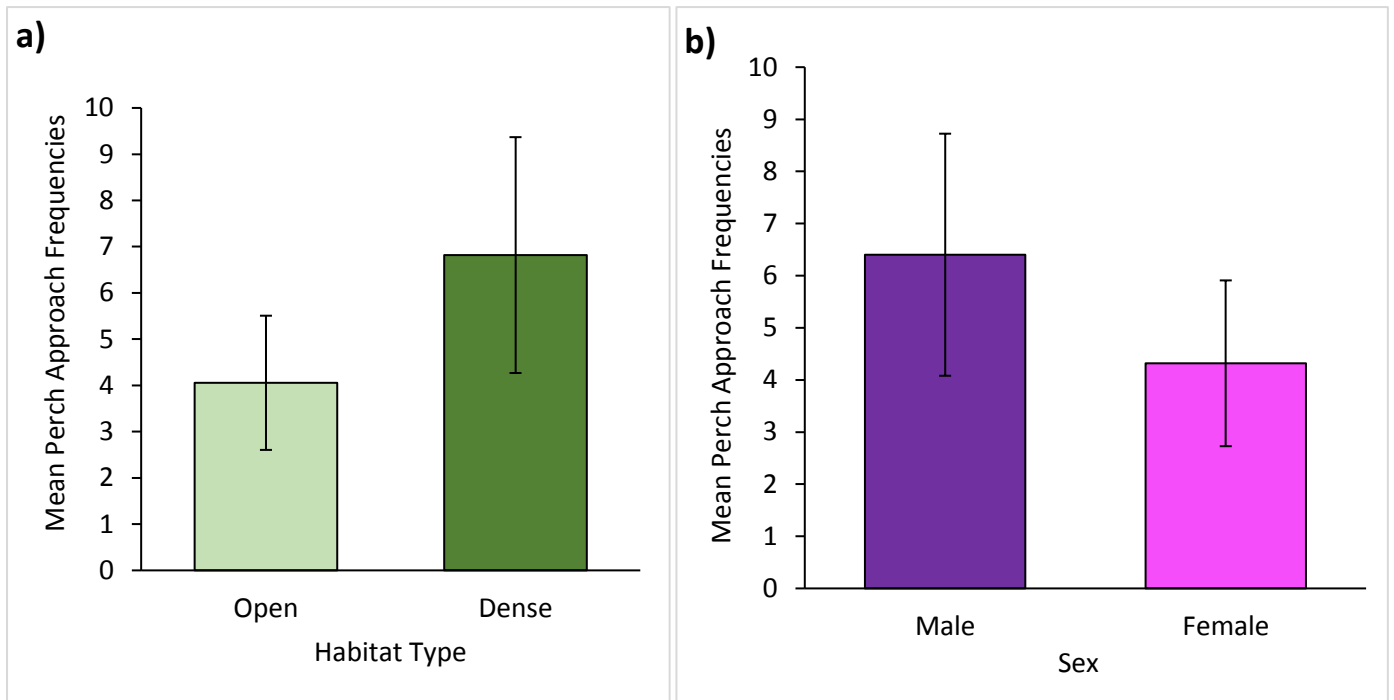 a)
Mean Perch Approach Frequencies
10
9
8
7
6
5
4
3
2
1
0
Open
Dense
Habitat Type
b)
Mean Perch Approach Frequencies
10
9
8
7
6
5
4
3
2
1
0
Male
Female
Sex